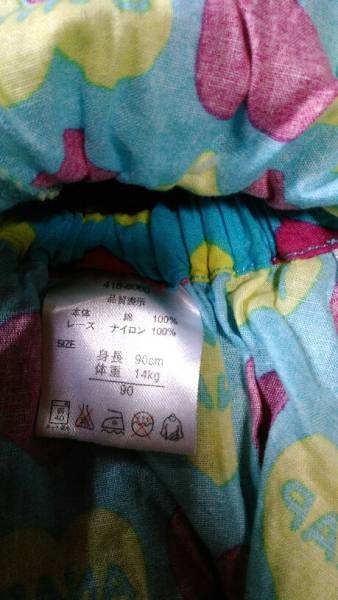 品質表示
本体 綿 100%
レース ナイロン 100%
SIZE
身長 90cm
体重 14kg
90
40